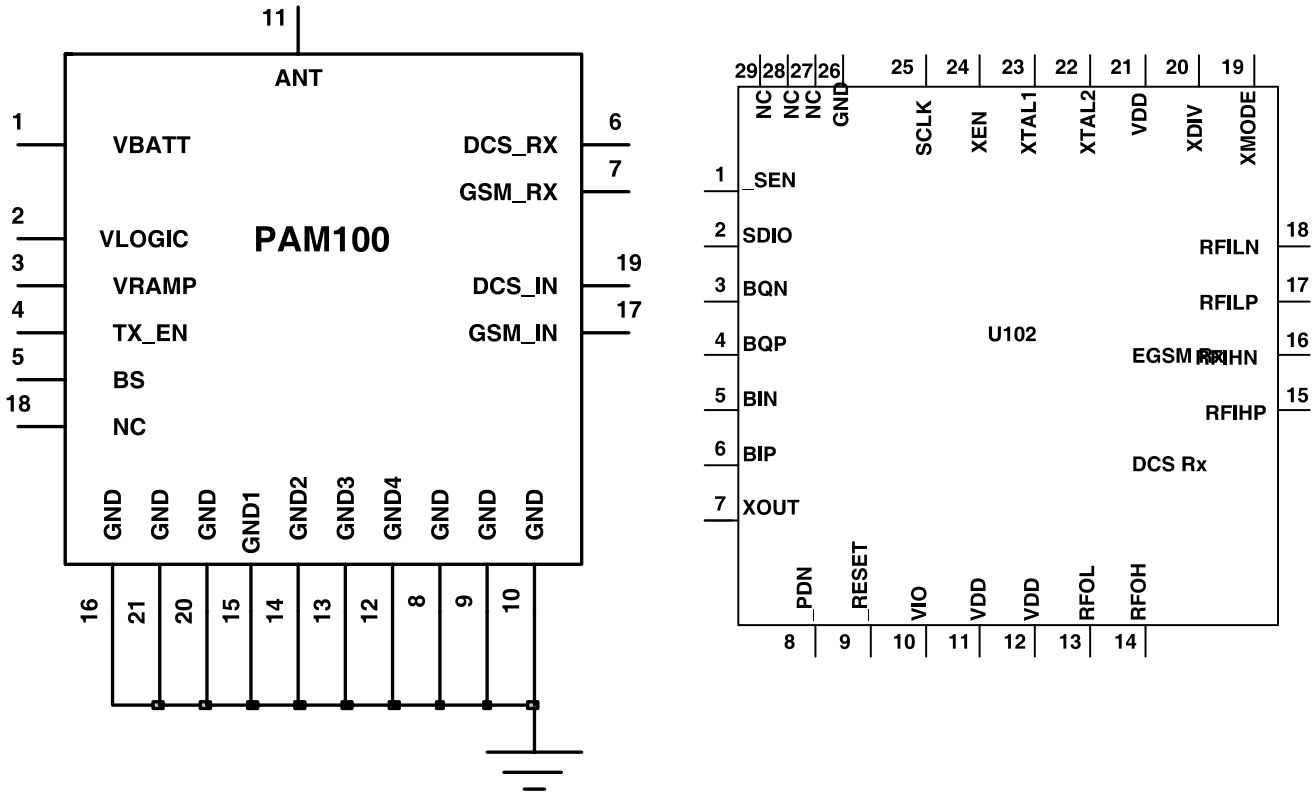 11
ANT
1 VBATT DCS_RX 6
GSM_RX 7
2 VLOGIC PAM100
3 VRAMP DCS_IN 19
4 TX_EN GSM_IN 17
5 BS
18 NC
GND GND GND GND1 GND2 GND3 GND4 GND GND GND
16 21 20 15 14 13 12 8 9 10
29 28 27 26 25 24 23 22 21 20 19
NC NC NC GND SCLK XEN XTAL1 XTAL2 VDD XDIV XMODE
1 _SEN
2 SDIO RFILN 18
3 BQN RFILP 17
U102
4 BQP EGSM Rx RFIHN 16
5 BIN RFIHP 15
6 BIP DCS Rx
7 XOUT
_PDN _RESET VIO VDD VDD RFOL RFOH
8 9 10 11 12 13 14